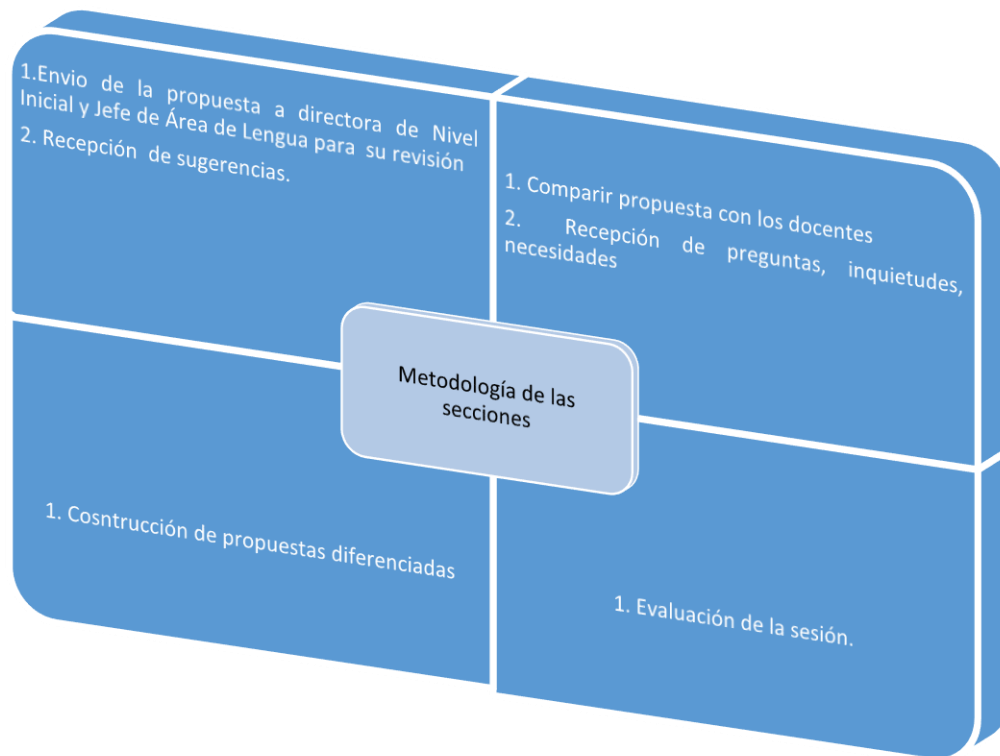 1.Envio de la propuesta a directora de Nivel
Inicial y Jefe de Área de Lengua para su revisión
2. Recepción de sugerencias.
1. Comparir propuesta con los docentes
2. Recepción de preguntas, inquietudes,
necesidades
Metodología de las
secciones
1. Cosntrucción de propuestas diferenciadas
1. Evaluación de la sesión.